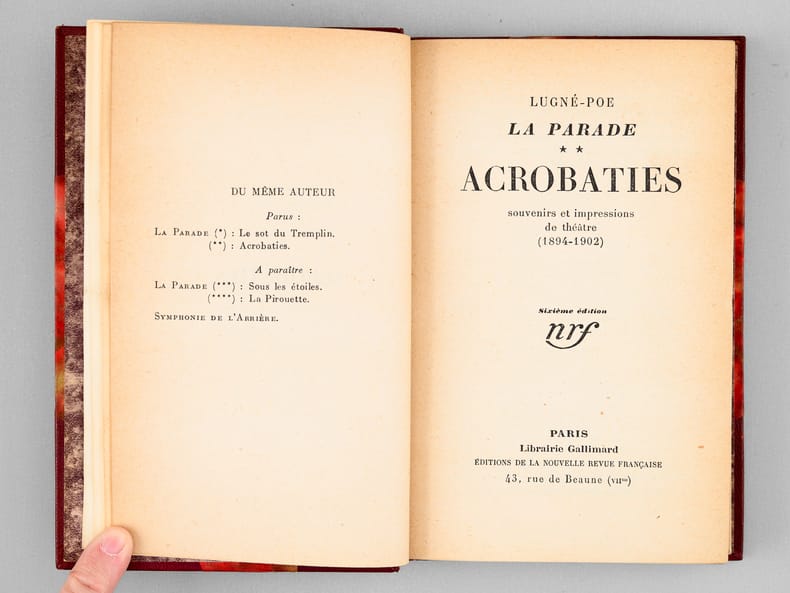 DU MÊME AUTEUR
Parus :
LA PARADE (*) : Le sot du Tremplin.
(**) : Acrobaties.
A paraître :
LA PARADE (***) : Sous les étoiles.
(****) : La Pirouette.
SYMPHONIE DE L'ARRIÈRE.
LUGNÉ-POE
LA PARADE
* *
ACROBATIES
souvenirs et impressions
de théâtre
(1894-1902)
Sixième édition
nrf
PARIS
Librairie Gallimard
ÉDITIONS DE LA NOUVELLE REVUE FRANÇAISE
43, rue de Beaune (VIIme)